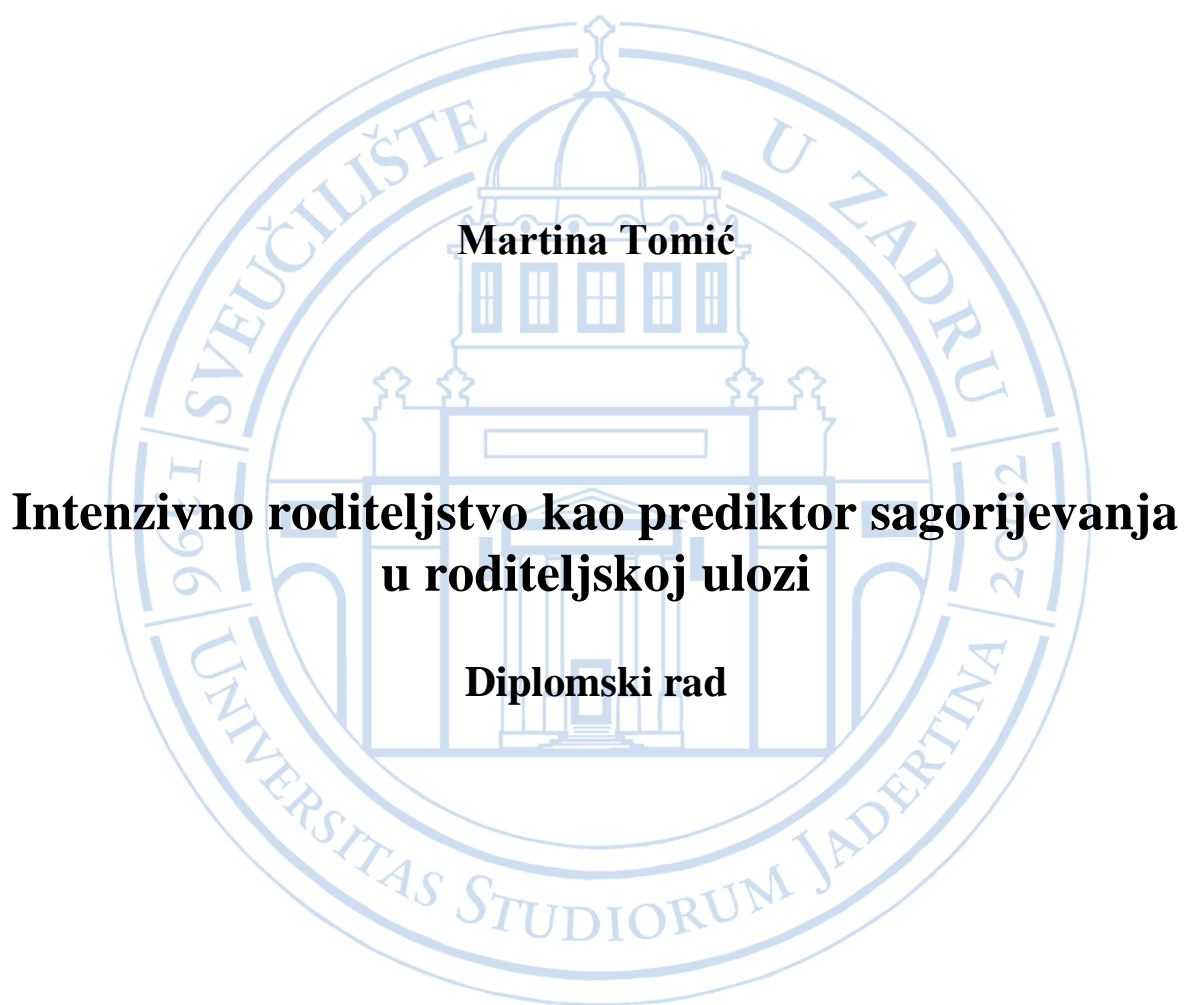 SVEUČILIŠTE U ZADRU
Martina Tomić
Intenzivno roditeljstvo kao prediktor sagorijevanja
u roditeljskoj ulozi
Diplomski rad
1396
2002
UNIVERSITAS STUDIORUM JADERTINA